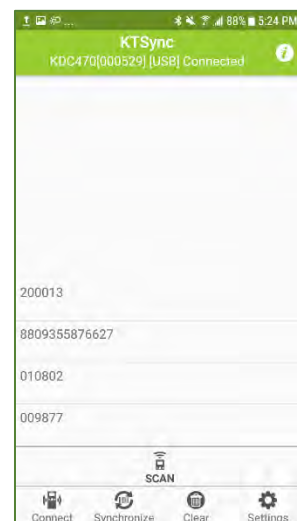 88% 5:24 PM
KTSync
KDC470[000529] [USB] Connected
200013
8809355876627
010802
009877
SCAN
Connect Synchronize Clear Settings